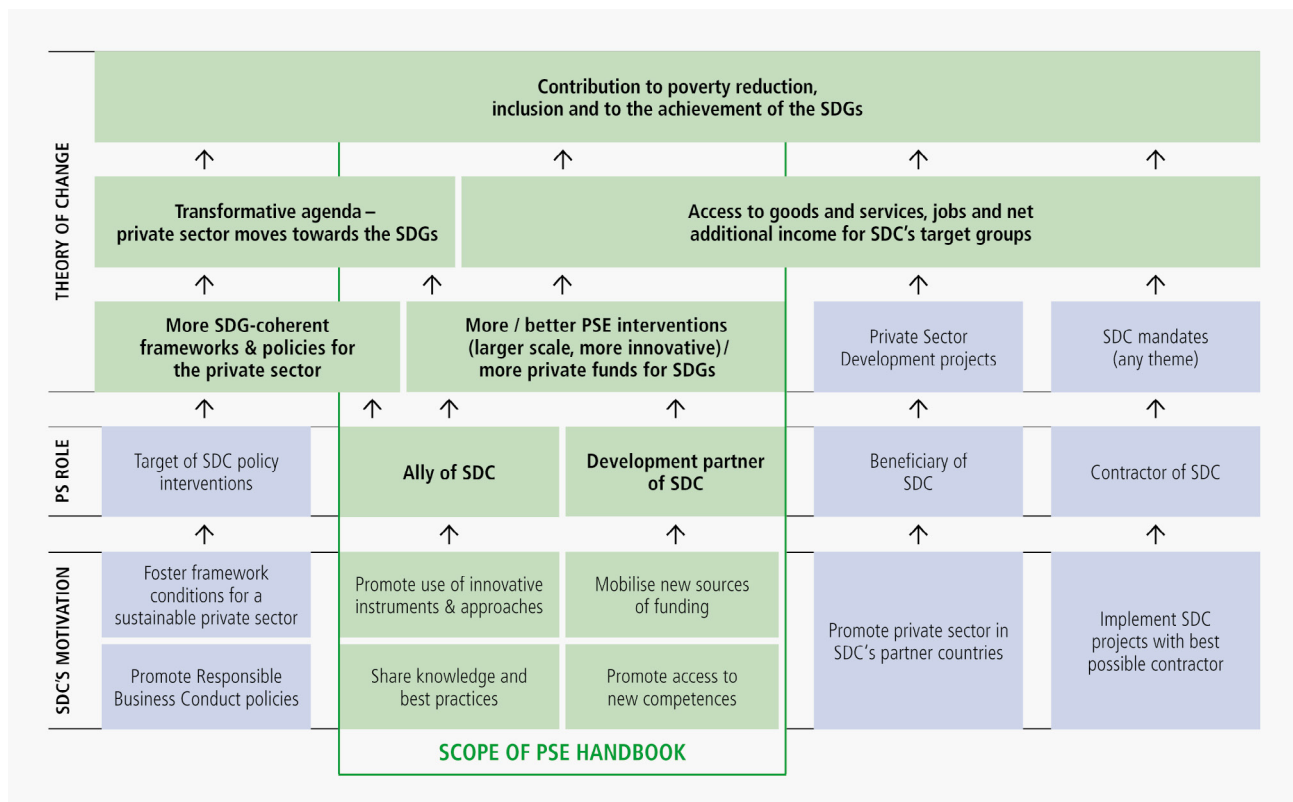 THEORY OF CHANGE
Contribution to poverty reduction,
inclusion and to the achievement of the SDGs
Transformative agenda –
private sector moves towards the SDGs
Access to goods and services, jobs and net
additional income for SDC’s target groups
More SDG-coherent
frameworks & policies for
the private sector
More / better PSE interventions
(larger scale, more innovative) /
more private funds for SDGs
Private Sector
Development projects
SDC mandates
(any theme)
PS ROLE
Target of SDC policy
interventions
Ally of SDC
Development partner
of SDC
Beneficiary of
SDC
Contractor of SDC
SDC’S MOTIVATION
Foster framework
conditions for a
sustainable private sector
Promote Responsible
Business Conduct policies
Promote use of innovative
instruments & approaches
Share knowledge and
best practices
Mobilise new sources
of funding
Promote access to
new competences
Promote private sector in
SDC’s partner countries
Implement SDC
projects with best
possible contractor
SCOPE OF PSE HANDBOOK